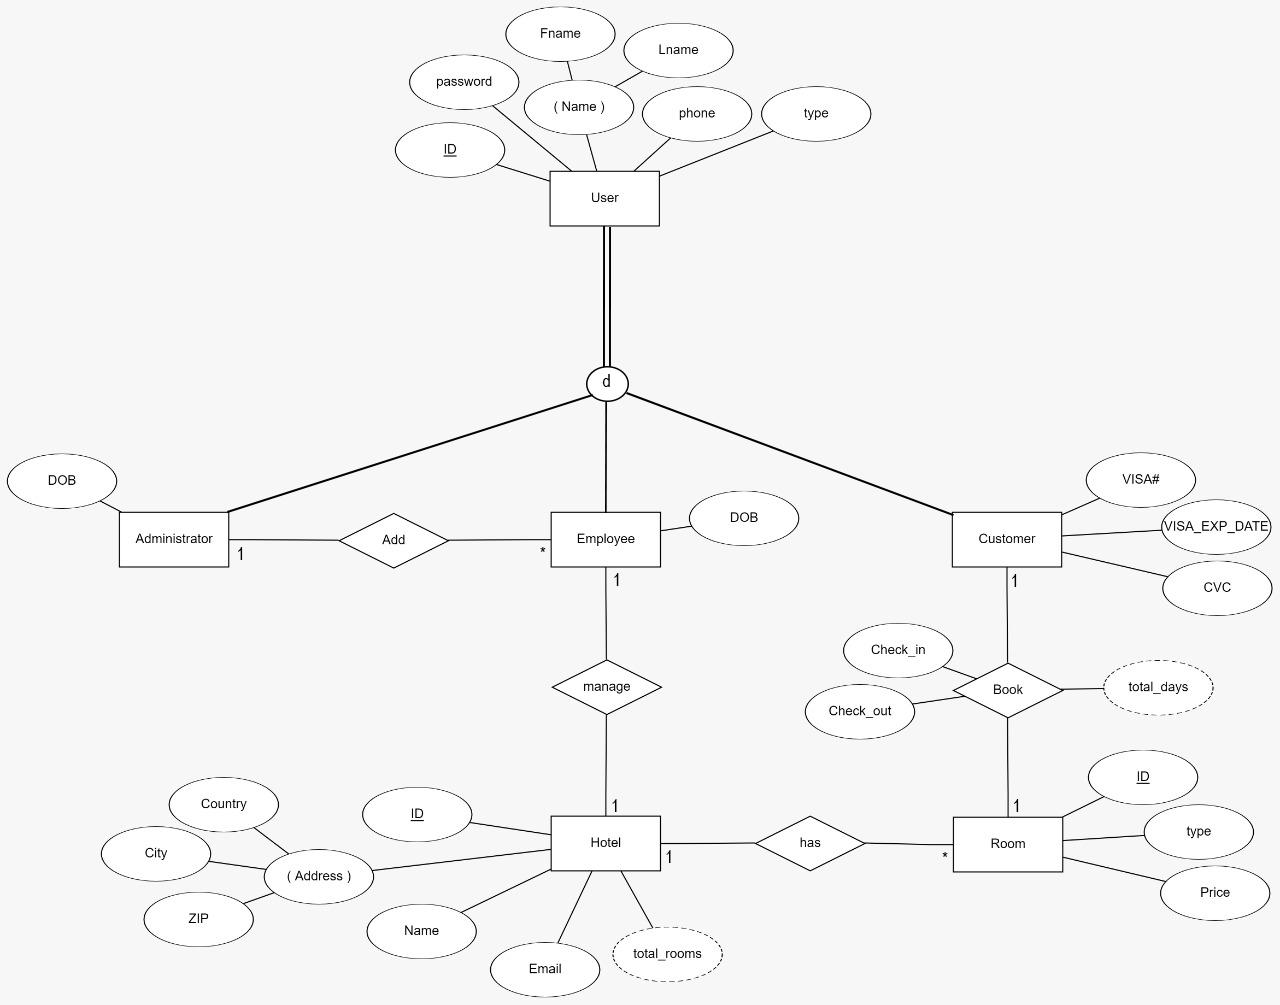 Fname
Lname
password
( Name )
phone
type
ID
User
d
DOB
VISA#
DOB
VISA_EXP_DATE
Administrator
1
Add
*
Employee
Customer
1
1
CVC
Check_in
manage
Book
total_days
Check_out
ID
Country
1
1
ID
type
City
Hotel
1
has
*
Room
( Address )
Price
ZIP
Name
Email
total_rooms